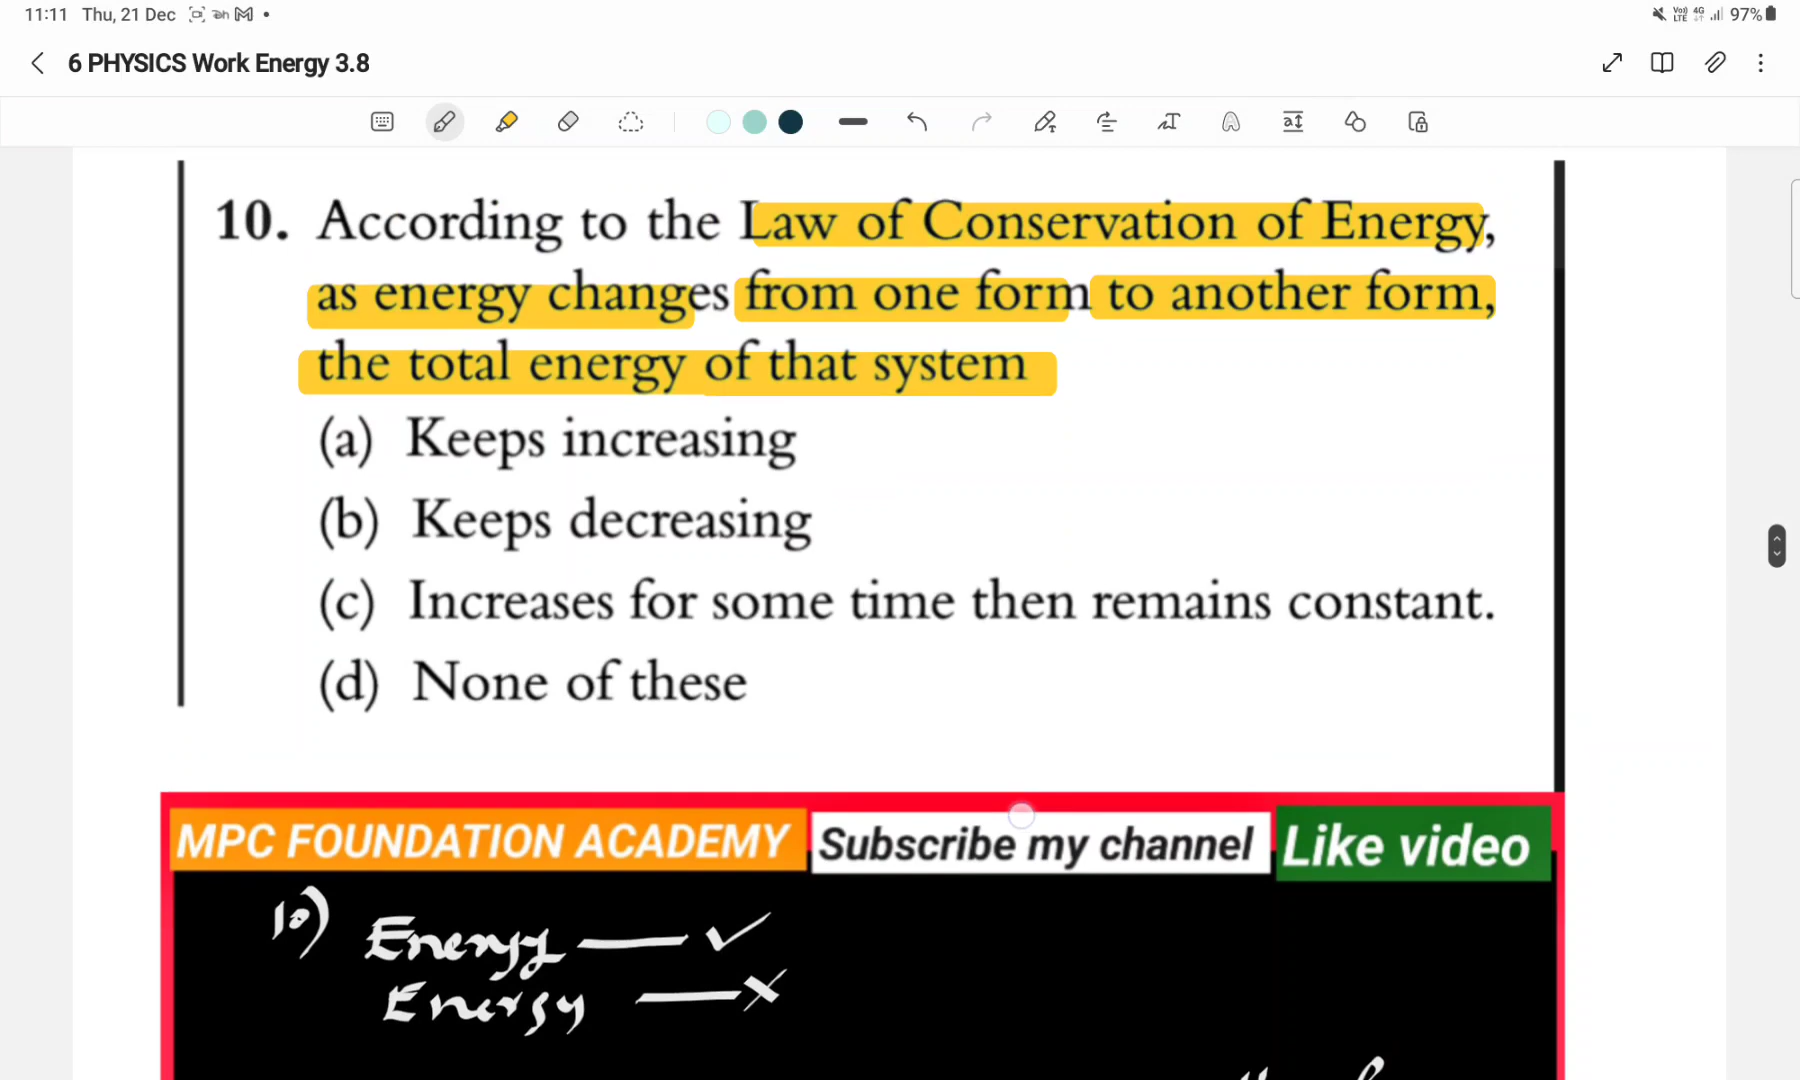 11:11 Thu, 21 Dec
Vo)) LTE 4G 97%
6 PHYSICS Work Energy 3.8
10. According to the Law of Conservation of Energy,
as energy changes from one form to another form,
the total energy of that system
(a) Keeps increasing
(b) Keeps decreasing
(c) Increases for some time then remains constant.
(d) None of these
MPC FOUNDATION ACADEMY Subscribe my channel Like video
10) Energy — ✓
Energy — ✗